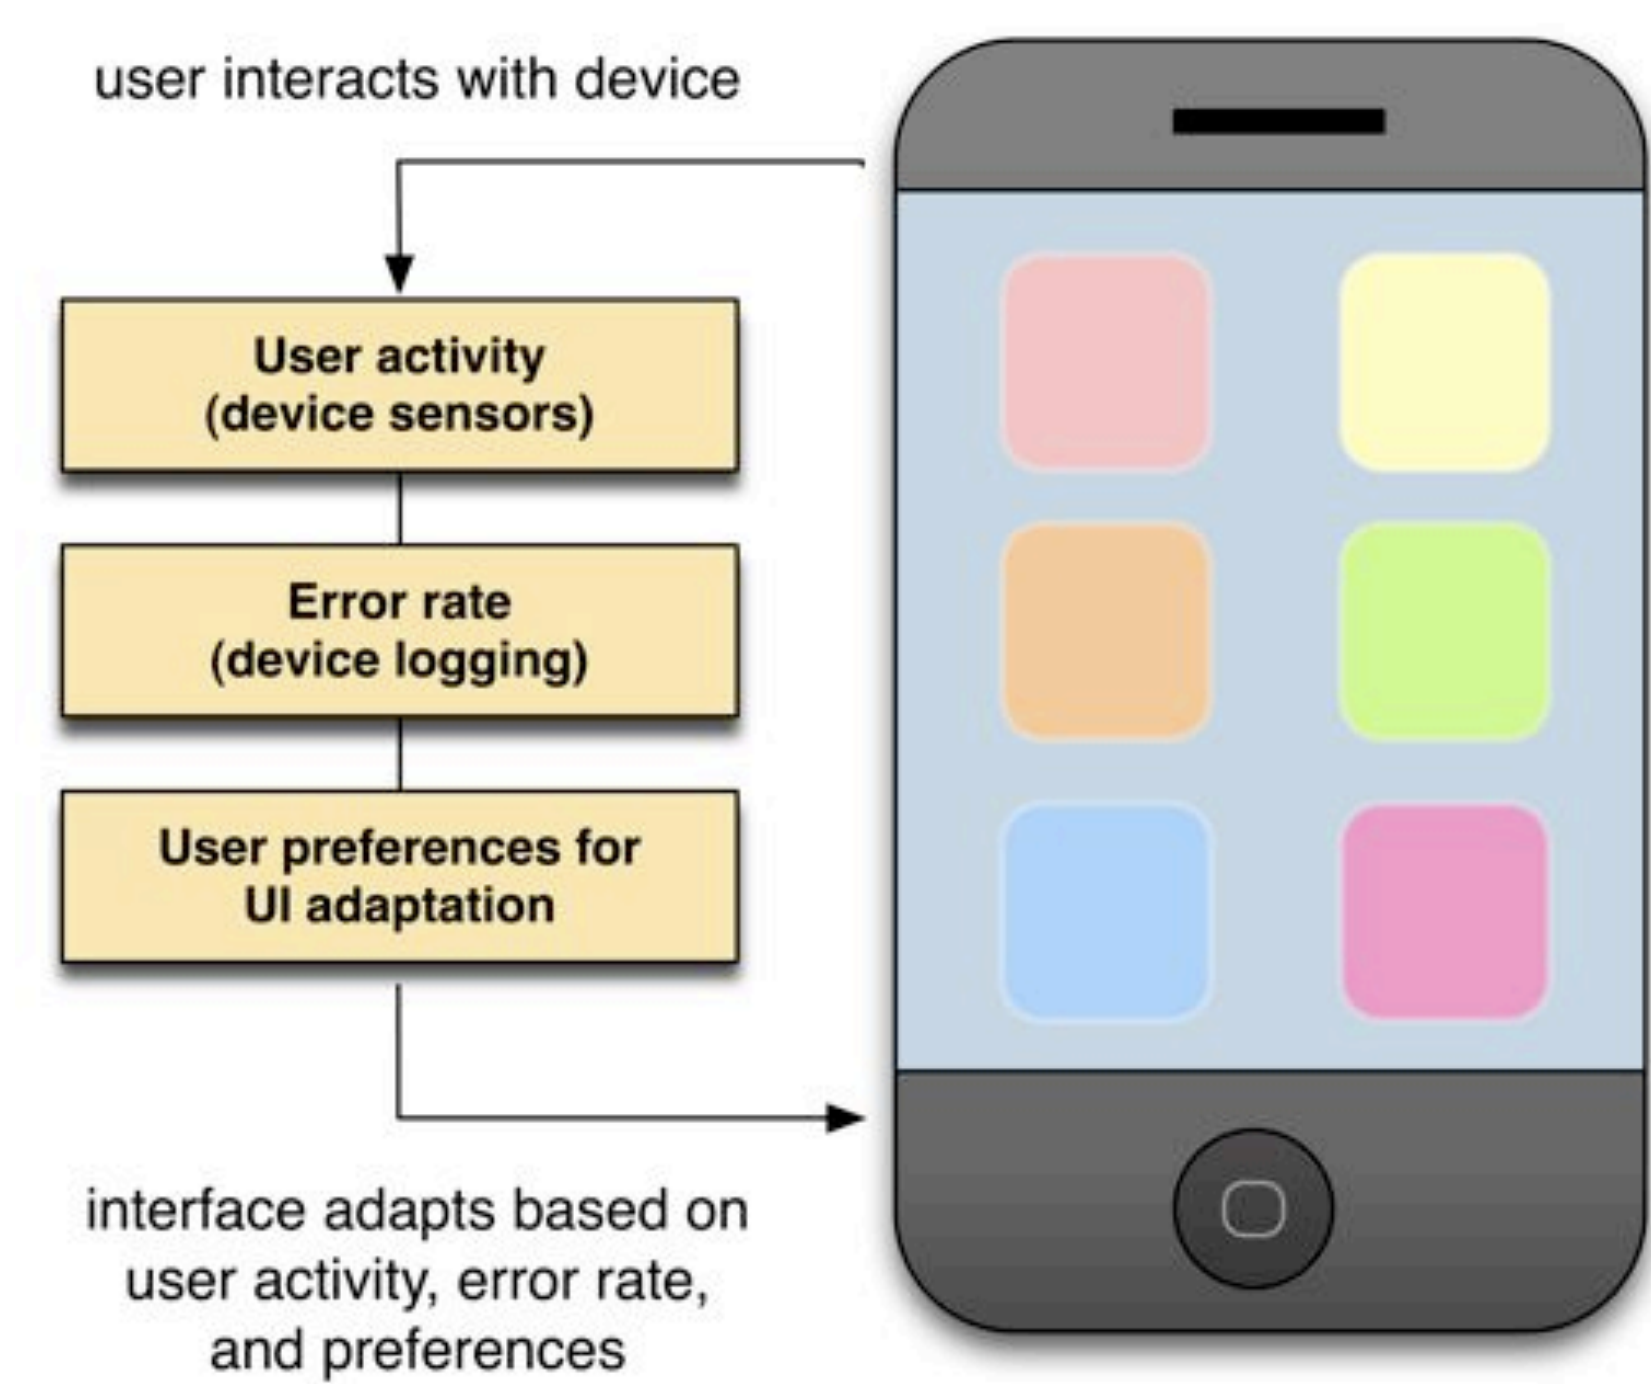 user interacts with device
User activity
(device sensors)
Error rate
(device logging)
User preferences for
UI adaptation
interface adapts based on
user activity, error rate,
and preferences